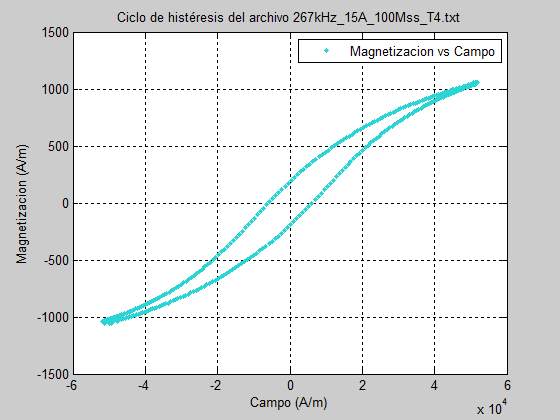 Ciclo de histéresis del archivo 267kHz_15A_100Mss_T4.txt
Magnetizacion vs Campo
1500
1000
500
0
-500
-1000
-1500
Magnetizacion (A/m)
-6 -4 -2 0 2 4 6
Campo (A/m)
x 10^4